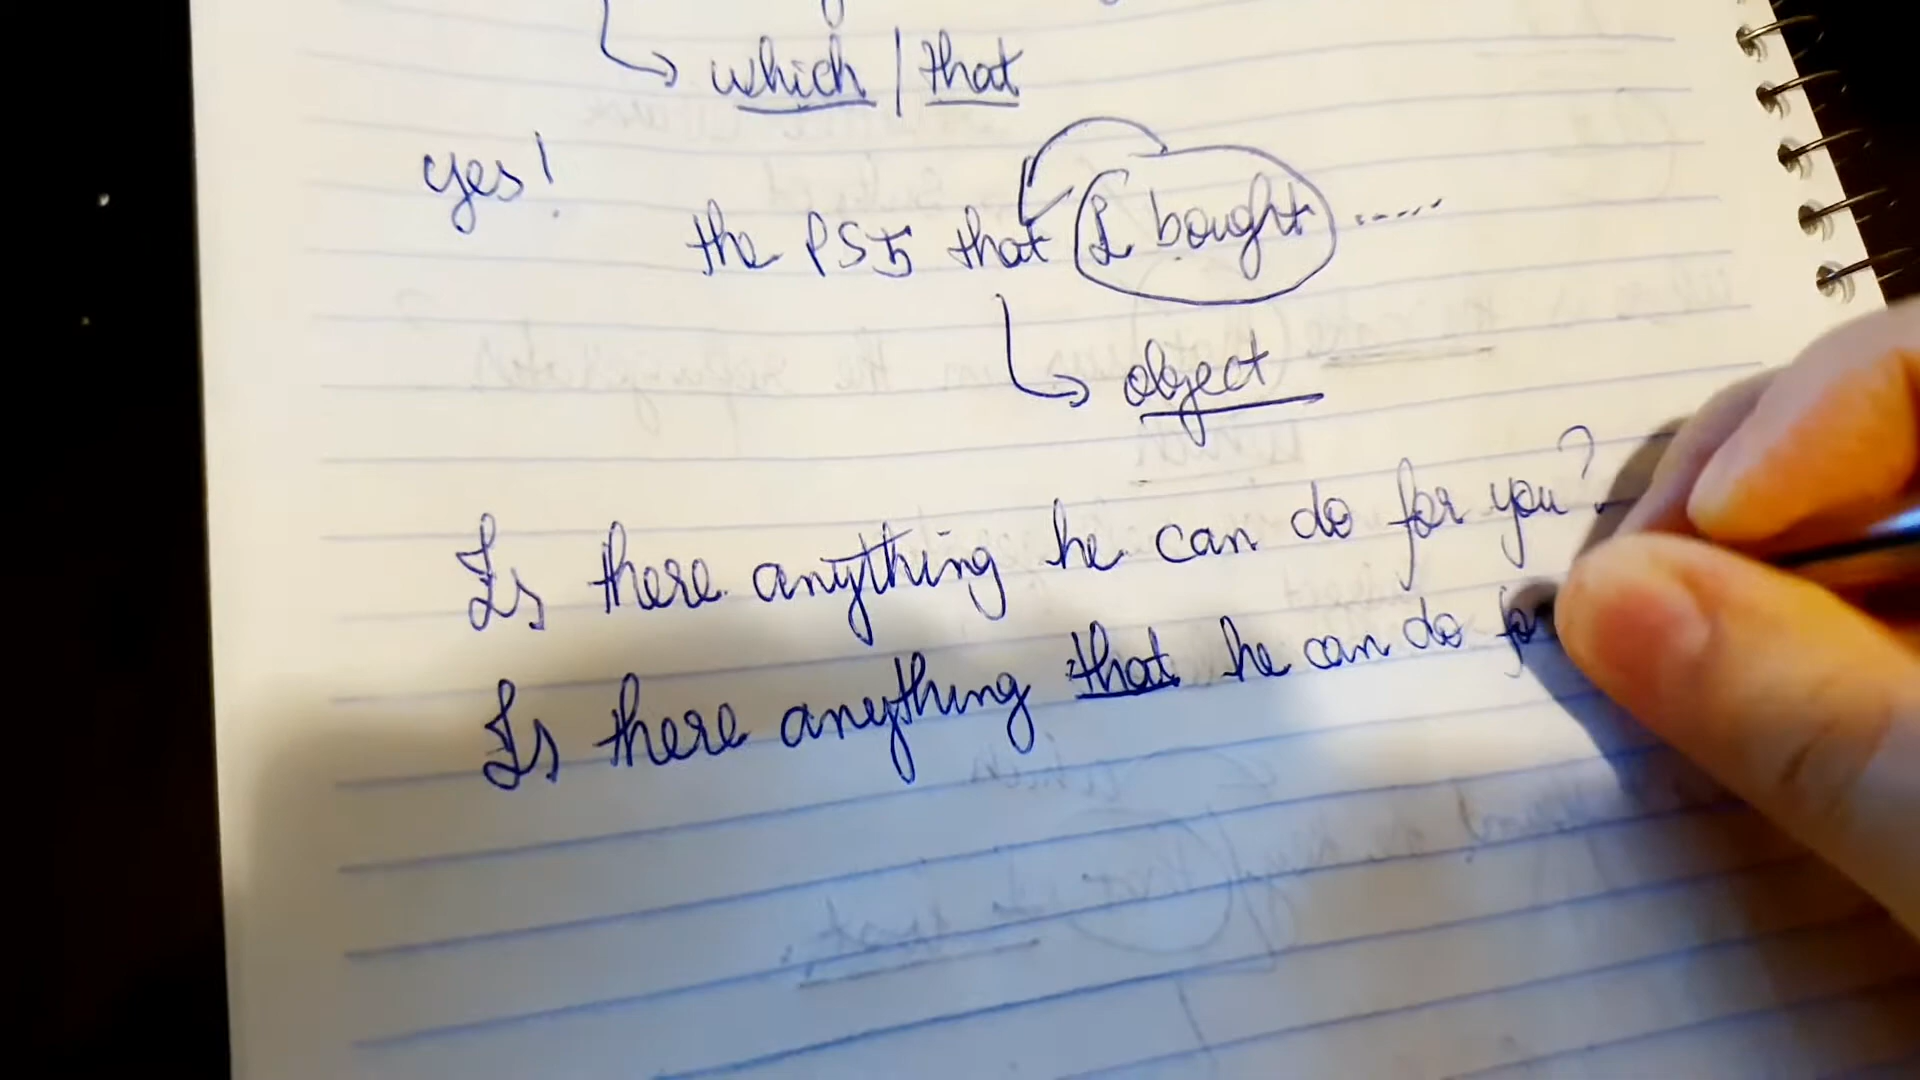 which / that
yes!
the PS5 that I bought .....
object
Is there anything he can do for you?
Is there anything that he can do fo